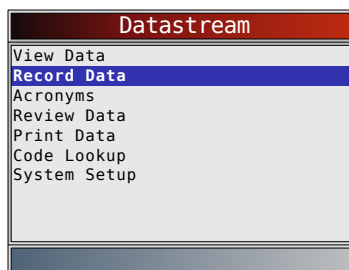 Datastream
View Data
Record Data
Acronyms
Review Data
Print Data
Code Lookup
System Setup